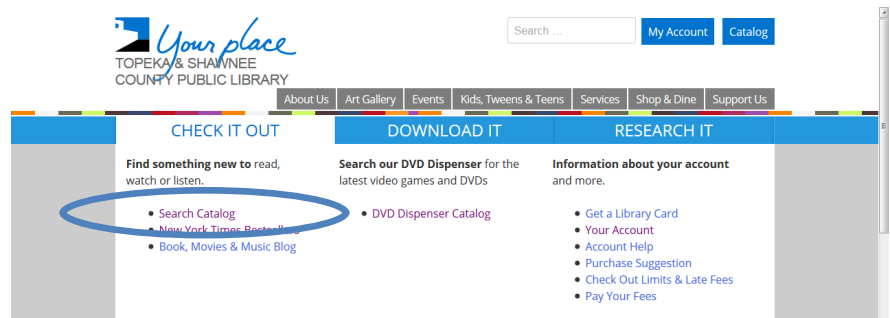 Your place
TOPEKA & SHAWNEE
COUNTY PUBLIC LIBRARY
Search ...
My Account
Catalog
About Us
Art Gallery
Events
Kids, Tweens & Teens
Services
Shop & Dine
Support Us
CHECK IT OUT
DOWNLOAD IT
RESEARCH IT
Find something new to read,
watch or listen.
• Search Catalog
• New York Times Bestsellers
• Book, Movies & Music Blog
Search our DVD Dispenser for the
latest video games and DVDs
• DVD Dispenser Catalog
Information about your account
and more.
• Get a Library Card
• Your Account
• Account Help
• Purchase Suggestion
• Check Out Limits & Late Fees
• Pay Your Fees